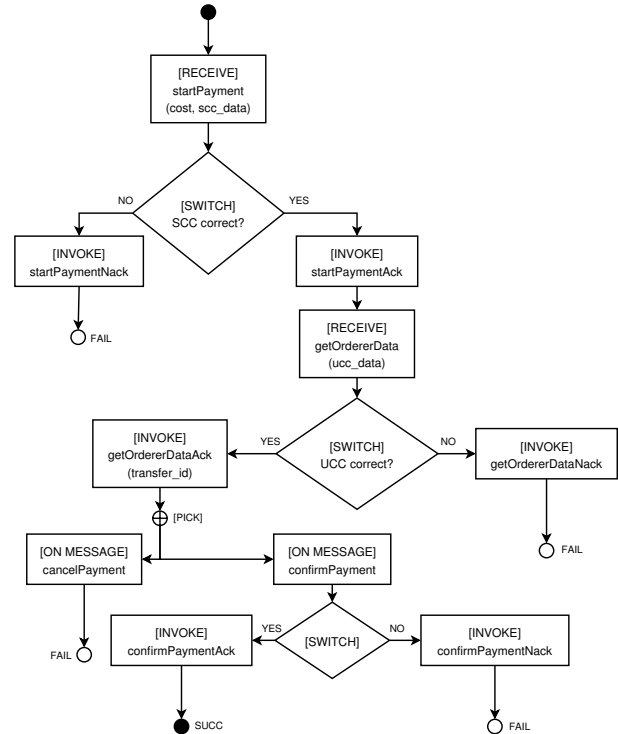 [RECEIVE]
startPayment
(cost, scc_data)
NO
[SWITCH]
SCC correct?
YES
[INVOKE]
startPaymentNack
[INVOKE]
startPaymentAck
FAIL
[RECEIVE]
getOrdererData
(ucc_data)
[INVOKE]
getOrdererDataAck
(transfer_id)
YES
[SWITCH]
UCC correct?
NO
[INVOKE]
getOrdererDataNack
[PICK]
FAIL
[ON MESSAGE]
cancelPayment
[ON MESSAGE]
confirmPayment
FAIL
[INVOKE]
confirmPaymentAck
YES
[SWITCH]
NO
[INVOKE]
confirmPaymentNack
SUCC
FAIL